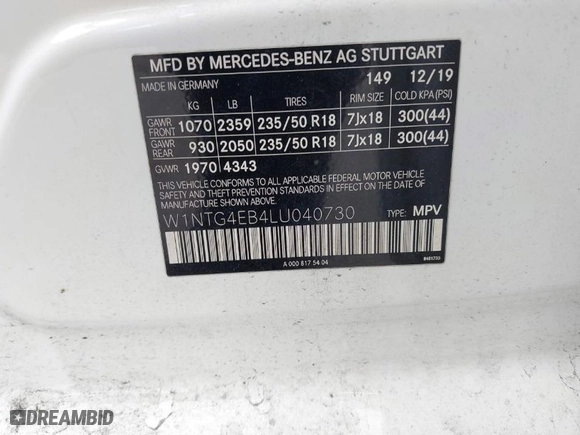 MFD BY MERCEDES-BENZ AG STUTTGART
MADE IN GERMANY 149 12/19
KG LB TIRES RIM SIZE COLD KPA (PSI)
GAWR FRONT 1070 2359 235/50 R18 7Jx18 300(44)
GAWR REAR 930 2050 235/50 R18 7Jx18 300(44)
GVWR 1970 4343
THIS VEHICLE CONFORMS TO ALL APPLICABLE FEDERAL MOTOR VEHICLE
SAFETY AND THEFT PREVENTION STANDARDS IN EFFECT ON THE DATE OF
MANUFACTURE SHOWN ABOVE.
W1NTG4EB4LU040730 TYPE: MPV
A 000 817 54 04
DREAMBID